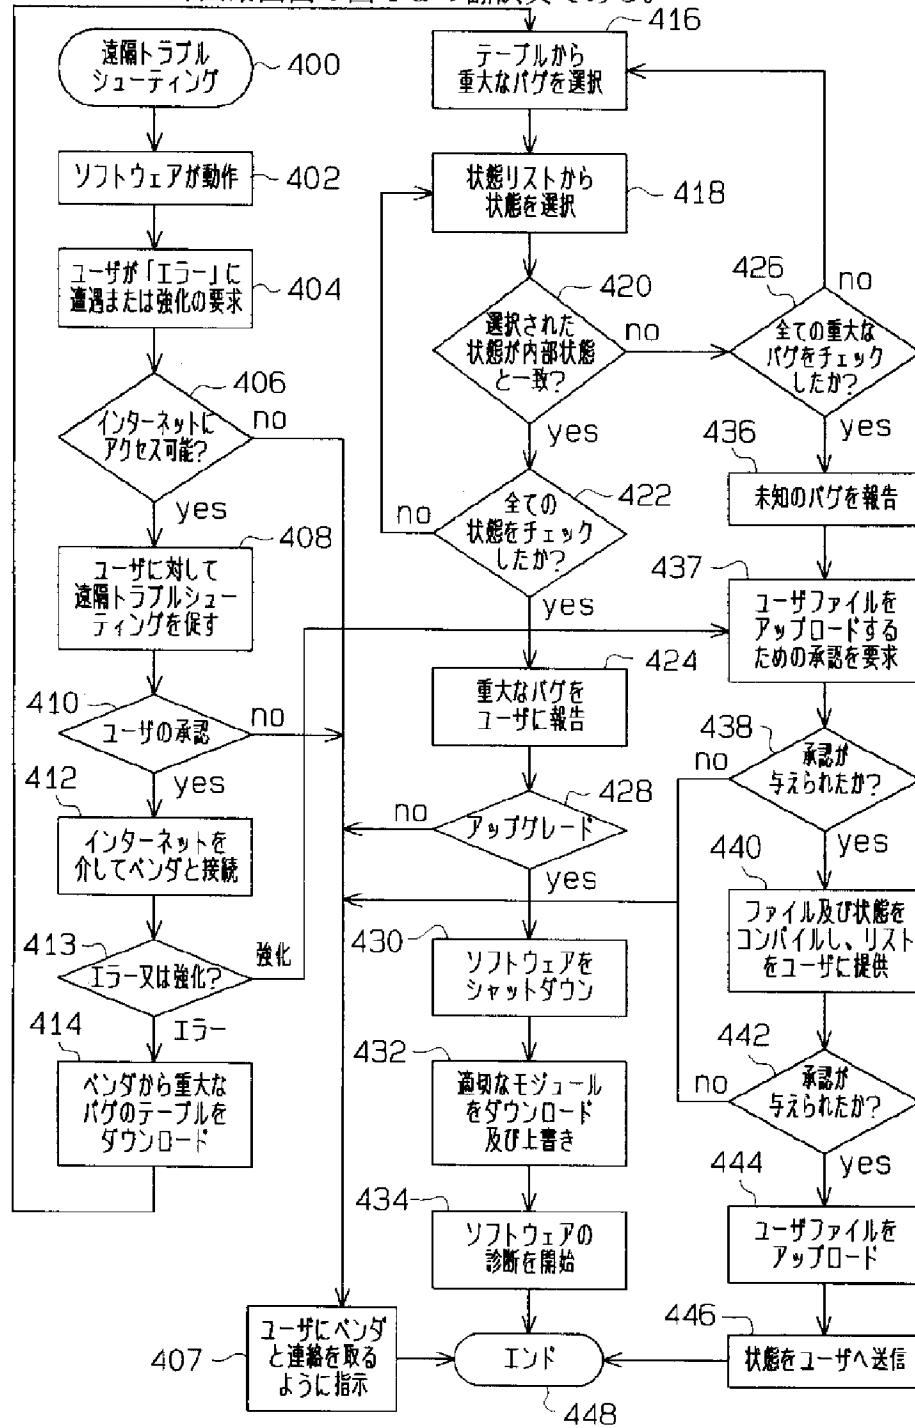 遠隔トラブル
シューティング
400
ソフトウェアが動作
402
ユーザが「エラー」に
遭遇または強化の要求
404
406
インターネットに
アクセス可能?
no
yes
408
ユーザに対して
遠隔トラブルシュー
ティングを促す
410
ユーザの承認
no
yes
412
インターネットを
介してベンダと接続
413
エラー又は強化?
強化
エラー
414
ベンダから重大な
バグのテーブルを
ダウンロード
407
ユーザにベンダ
と連絡を取る
ように指示
416
テーブルから
重大なバグを選択
418
状態リストから
状態を選択
420
選択された
状態が内部状態
と一致?
no
yes
422
全ての
状態をチェック
したか?
no
yes
424
重大なバグを
ユーザに報告
428
アップグレード
no
yes
430
ソフトウェアを
シャットダウン
432
適切なモジュール
をダウンロード
及び上書き
434
ソフトウェアの
診断を開始
エンド
448
426
no
全ての重大な
バグをチェック
したか?
yes
436
未知のバグを報告
437
ユーザファイルを
アップロードする
ための承認を要求
438
承認が
与えられたか?
no
yes
440
ファイル及び状態を
コンパイルし、リスト
をユーザに提供
442
承認が
与えられたか?
no
yes
444
ユーザファイルを
アップロード
446
状態をユーザへ送信